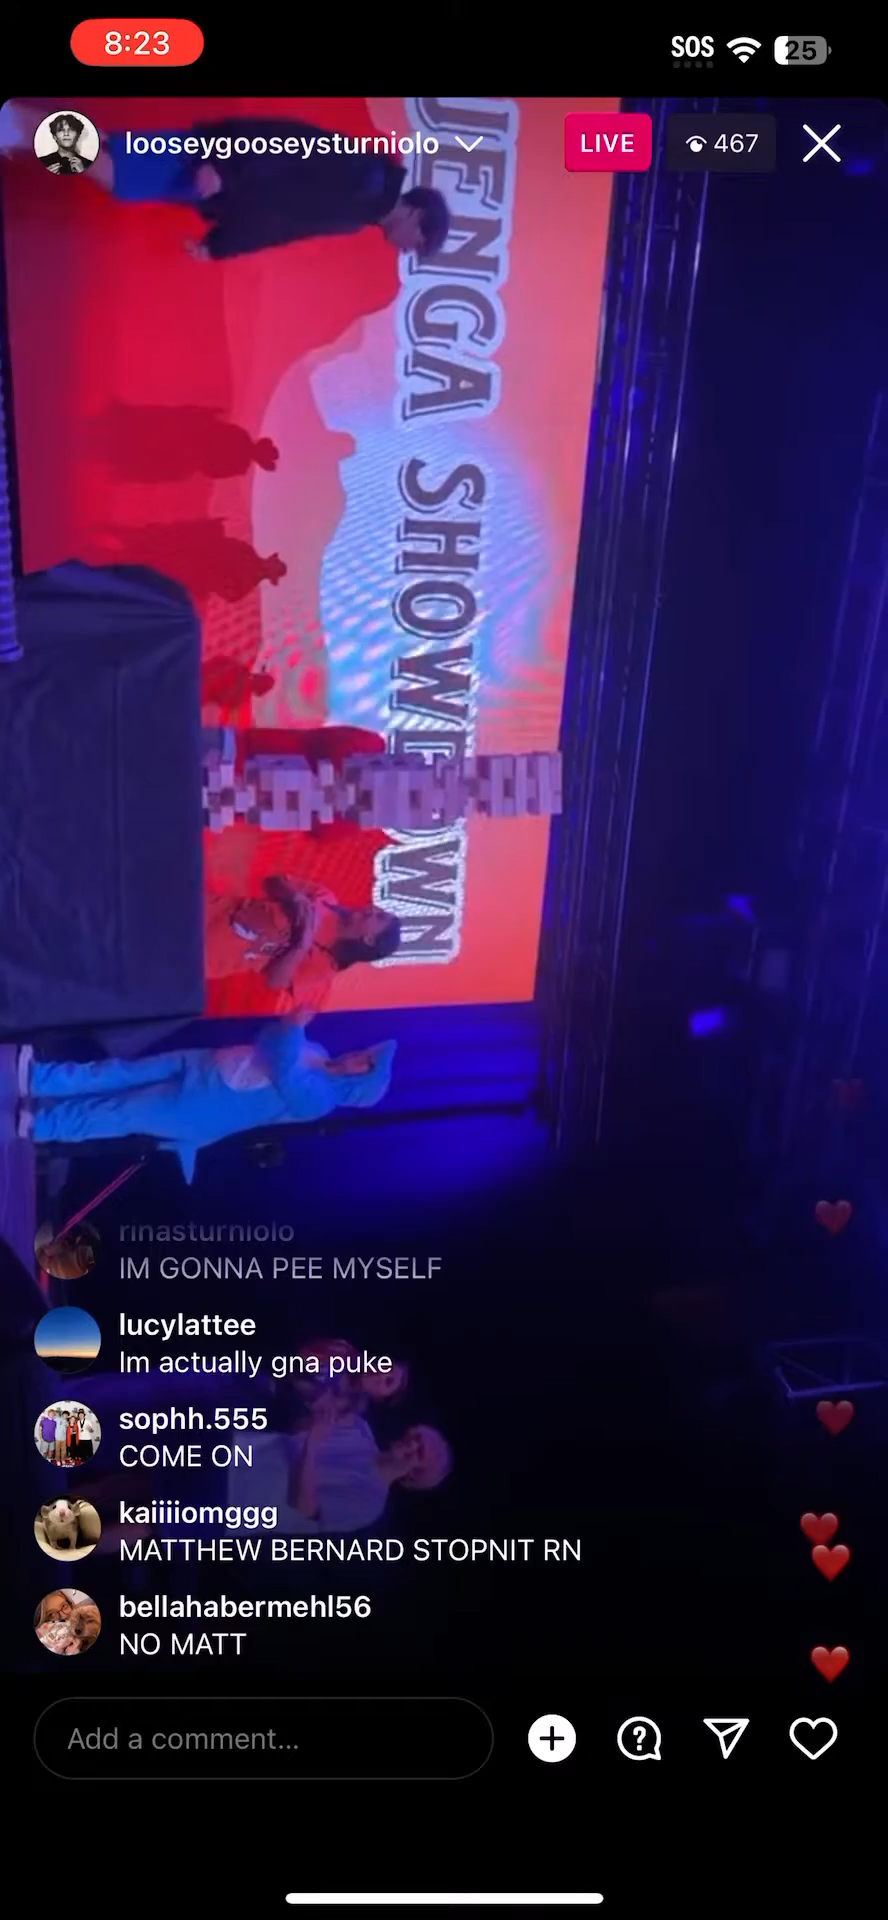 8:23
SOS
25
looseygooseysturniolo
LIVE
467
JENGA SHOWDOWN
rinasturniolo
IM GONNA PEE MYSELF
lucylattee
Im actually gna puke
sophh.555
COME ON
kaiiiiomggg
MATTHEW BERNARD STOPNIT RN
bellahabermehl56
NO MATT
Add a comment...